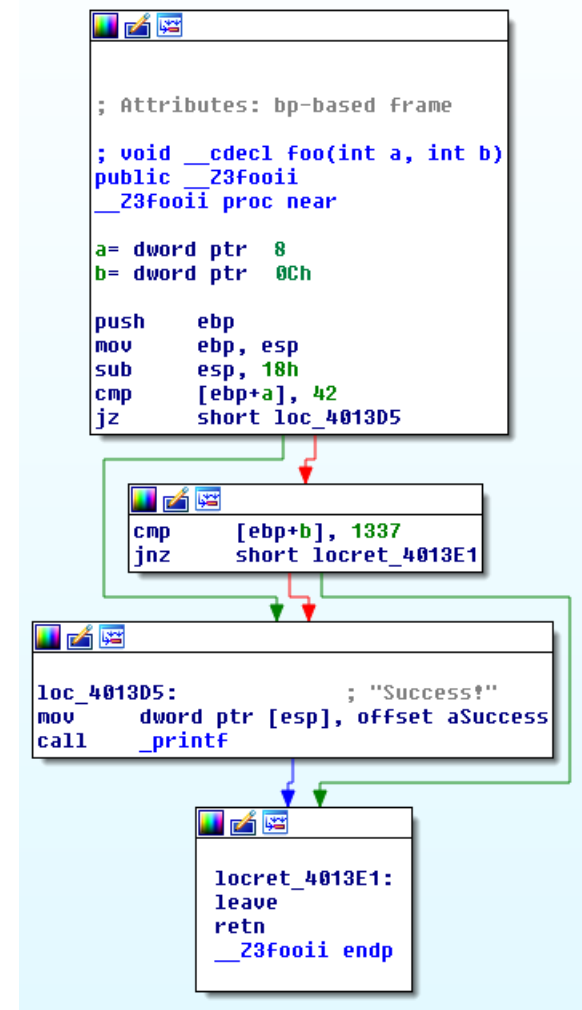 ; Attributes: bp-based frame
; void __cdecl foo(int a, int b)
public __Z3fooii
__Z3fooii proc near
a= dword ptr  8
b= dword ptr  0Ch
push    ebp
mov     ebp, esp
sub     esp, 18h
cmp     [ebp+a], 42
jz      short loc_4013D5
cmp     [ebp+b], 1337
jnz     short locret_4013E1
loc_4013D5:              ; "Success!"
mov     dword ptr [esp], offset aSuccess
call    _printf
locret_4013E1:
leave
retn
__Z3fooii endp